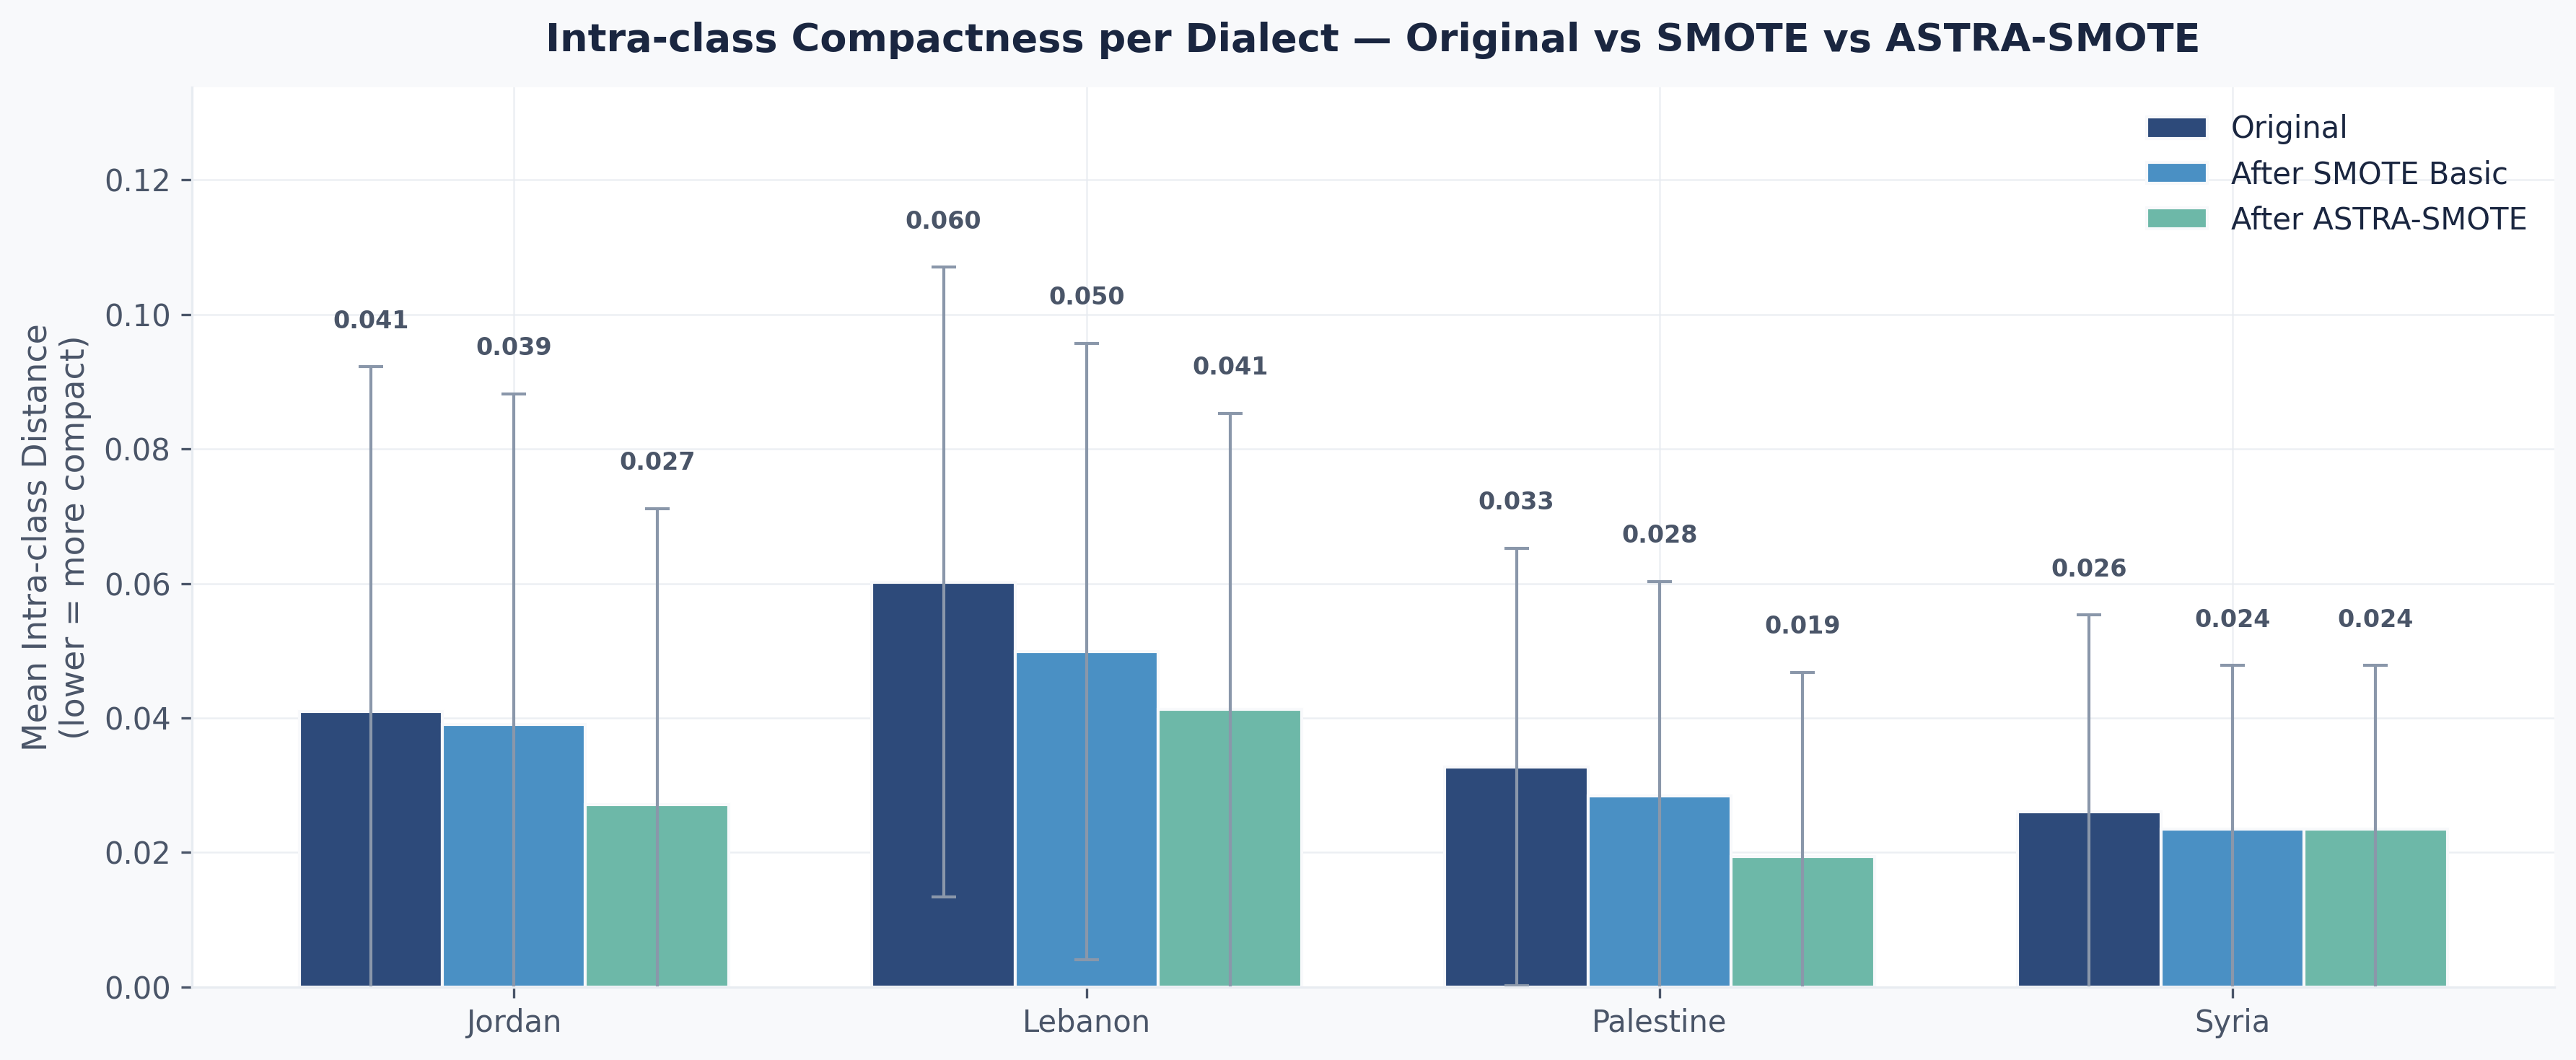 Intra-class Compactness per Dialect — Original vs SMOTE vs ASTRA-SMOTE
Mean Intra-class Distance
(lower = more compact)
0.12
0.10
0.08
0.06
0.04
0.02
0.00
Original
After SMOTE Basic
After ASTRA-SMOTE
0.041
0.039
0.027
0.060
0.050
0.041
0.033
0.028
0.019
0.026
0.024
0.024
Jordan
Lebanon
Palestine
Syria